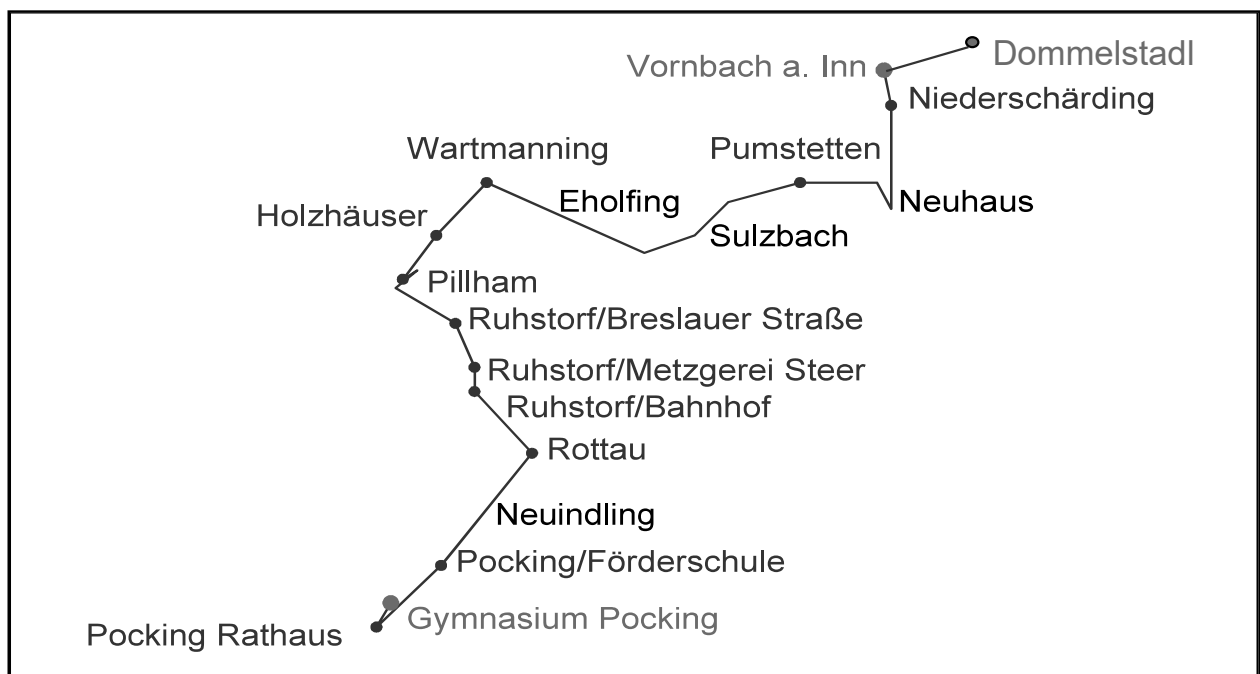 Dommelstadl
Vornbach a. Inn
Niederschärding
Wartmanning
Pumstetten
Eholfing
Neuhaus
Holzhäuser
Sulzbach
Pillham
Ruhstorf/Breslauer Straße
Ruhstorf/Metzgerei Steer
Ruhstorf/Bahnhof
Rottau
Neuindling
Pocking/Förderschule
Gymnasium Pocking
Pocking Rathaus